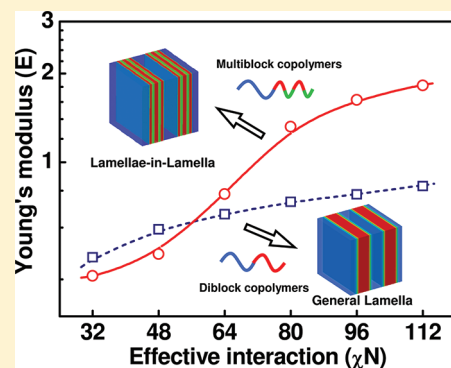 3
2
1
Young's modulus (E)
Multiblock copolymers
Lamellae-in-Lamella
Diblock copolymers
General Lamella
32 48 64 80 96 112
Effective interaction (χN)